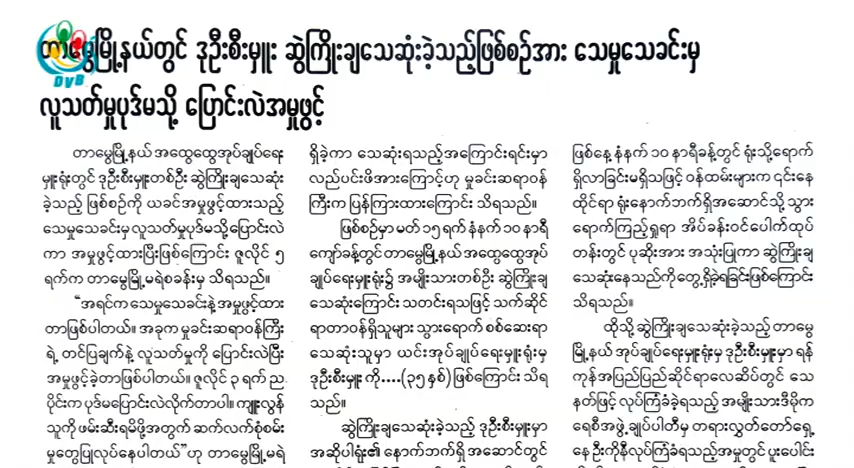 တာမွေမြို့နယ်တွင် ဒုဦးစီးမှူး ဆွဲကြိုးချသေဆုံးခဲ့သည့်ဖြစ်စဉ်အား သေမှုသေခင်းမှ
လူသတ်မှုပုဒ်မသို့ ပြောင်းလဲအမှုဖွင့်
DVB
တာမွေမြို့နယ် အထွေထွေအုပ်ချုပ်ရေး
မှူးရုံးတွင် ဒုဦးစီးမှူးတစ်ဦး ဆွဲကြိုးချသေဆုံး
ခဲ့သည့် ဖြစ်စဉ်ကို ယခင်အမှုဖွင့်ထားသည့်
သေမှုသေခင်းမှ လူသတ်မှုပုဒ်မသို့ပြောင်းလဲ
ကာ အမှုဖွင့်ထားပြီးဖြစ်ကြောင်း ဇူလိုင် ၅
ရက်က တာမွေမြို့မရဲစခန်းမှ သိရသည်။
“အရင်က သေမှုသေခင်းနဲ့ အမှုဖွင့်ထား
တာဖြစ်ပါတယ်။ အခုက မှုခင်းဆရာဝန်ကြီး
ရဲ့ တင်ပြချက်နဲ့ လူသတ်မှုကို ပြောင်းလဲပြီး
အမှုဖွင့်ခဲ့တာဖြစ်ပါတယ်။ ဇူလိုင် ၃ ရက် ည
ပိုင်းက ပုဒ်မပြောင်းလဲလိုက်တာပါ။ ကျူးလွန်
သူကို ဖမ်းဆီးရမိဖို့အတွက် ဆက်လက်စုံစမ်း
မှုတွေပြုလုပ်နေပါတယ်”ဟု တာမွေမြို့မရဲ
ရှိခဲ့ကာ သေဆုံးရသည့်အကြောင်းရင်းမှာ
လည်ပင်းဖိအားကြောင့်ဟု မှုခင်းဆရာဝန်
ကြီးက ပြန်ကြားထားကြောင်း သိရသည်။
ဖြစ်စဉ်မှာ မတ် ၁၅ ရက် နံနက် ၁၀ နာရီ
ကျော်ခန့်တွင် တာမွေမြို့နယ်အထွေထွေအုပ်
ချုပ်ရေးမှူးရုံး၌ အမျိုးသားတစ်ဦး ဆွဲကြိုးချ
သေဆုံးကြောင်း သတင်းရသဖြင့် သက်ဆိုင်
ရာတာဝန်ရှိသူများ သွားရောက် စစ်ဆေးရာ
သေဆုံးသူမှာ ယင်းအုပ်ချုပ်ရေးမှူးရုံးမှ
ဒုဦးစီးမှူး ကို....(၃၅ နှစ်)ဖြစ်ကြောင်း သိရ
သည်။
ဆွဲကြိုးချသေဆုံးခဲ့သည့် ဒုဦးစီးမှူးမှာ
အဆိုပါရုံး၏ နောက်ဘက်ရှိ အဆောင်တွင်
ဖြစ်နေ့ နံနက် ၁၀ နာရီခန့်တွင် ရုံးသို့ရောက်
ရှိလာခြင်းမရှိသဖြင့် ဝန်ထမ်းများက ၎င်းနေ
ထိုင်ရာ ရုံးနောက်ဘက်ရှိအဆောင်သို့ သွား
ရောက်ကြည့်ရှုရာ အိပ်ခန်းဝင်ပေါက်ထုပ်
တန်းတွင် ပုဆိုးအား အသုံးပြုကာ ဆွဲကြိုးချ
သေဆုံးနေသည်ကိုတွေ့ရှိခဲ့ရခြင်းဖြစ်ကြောင်း
သိရသည်။
ထိုသို့ ဆွဲကြိုးချသေဆုံးခဲ့သည့် တာမွေ
မြို့နယ် အုပ်ချုပ်ရေးမှူးရုံးမှ ဒုဦးစီးမှူးမှာ ရန်
ကုန်အပြည်ပြည်ဆိုင်ရာလေဆိပ်တွင် သေ
နတ်ဖြင့် လုပ်ကြံခံခဲ့ရသည့် အမျိုးသားဒီမိုက
ရေစီအဖွဲ့ချုပ်ပါတီမှ တရားလွှတ်တော်ရှေ့
နေ ဦးကိုနီလုပ်ကြံခံရသည့်အမှုတွင် ပူးပေါင်း